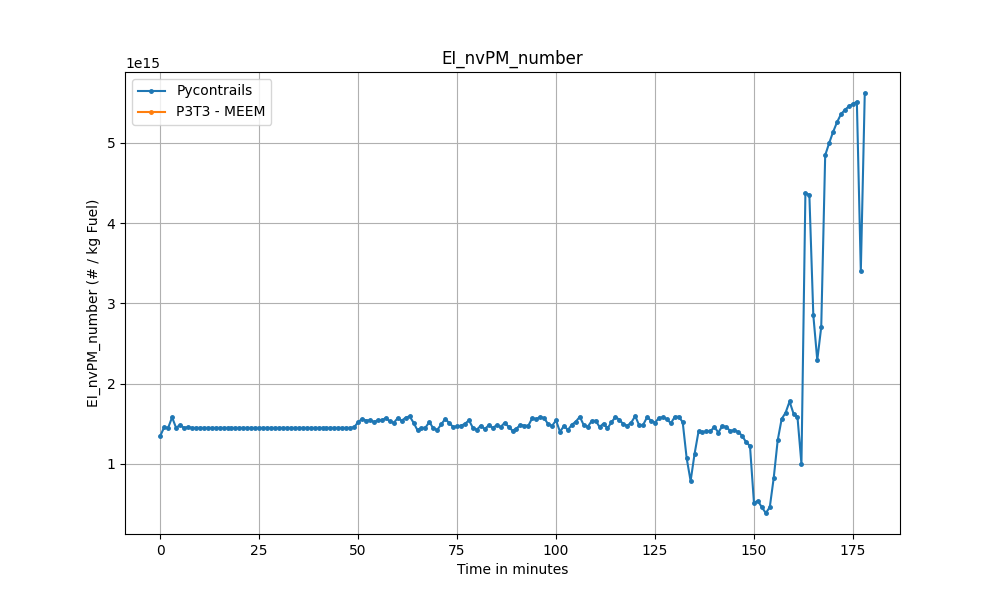 EI_nvPM_number
1e15
Pycontrails
P3T3 - MEEM
EI_nvPM_number (# / kg Fuel)
5
4
3
2
1
0 25 50 75 100 125 150 175
Time in minutes